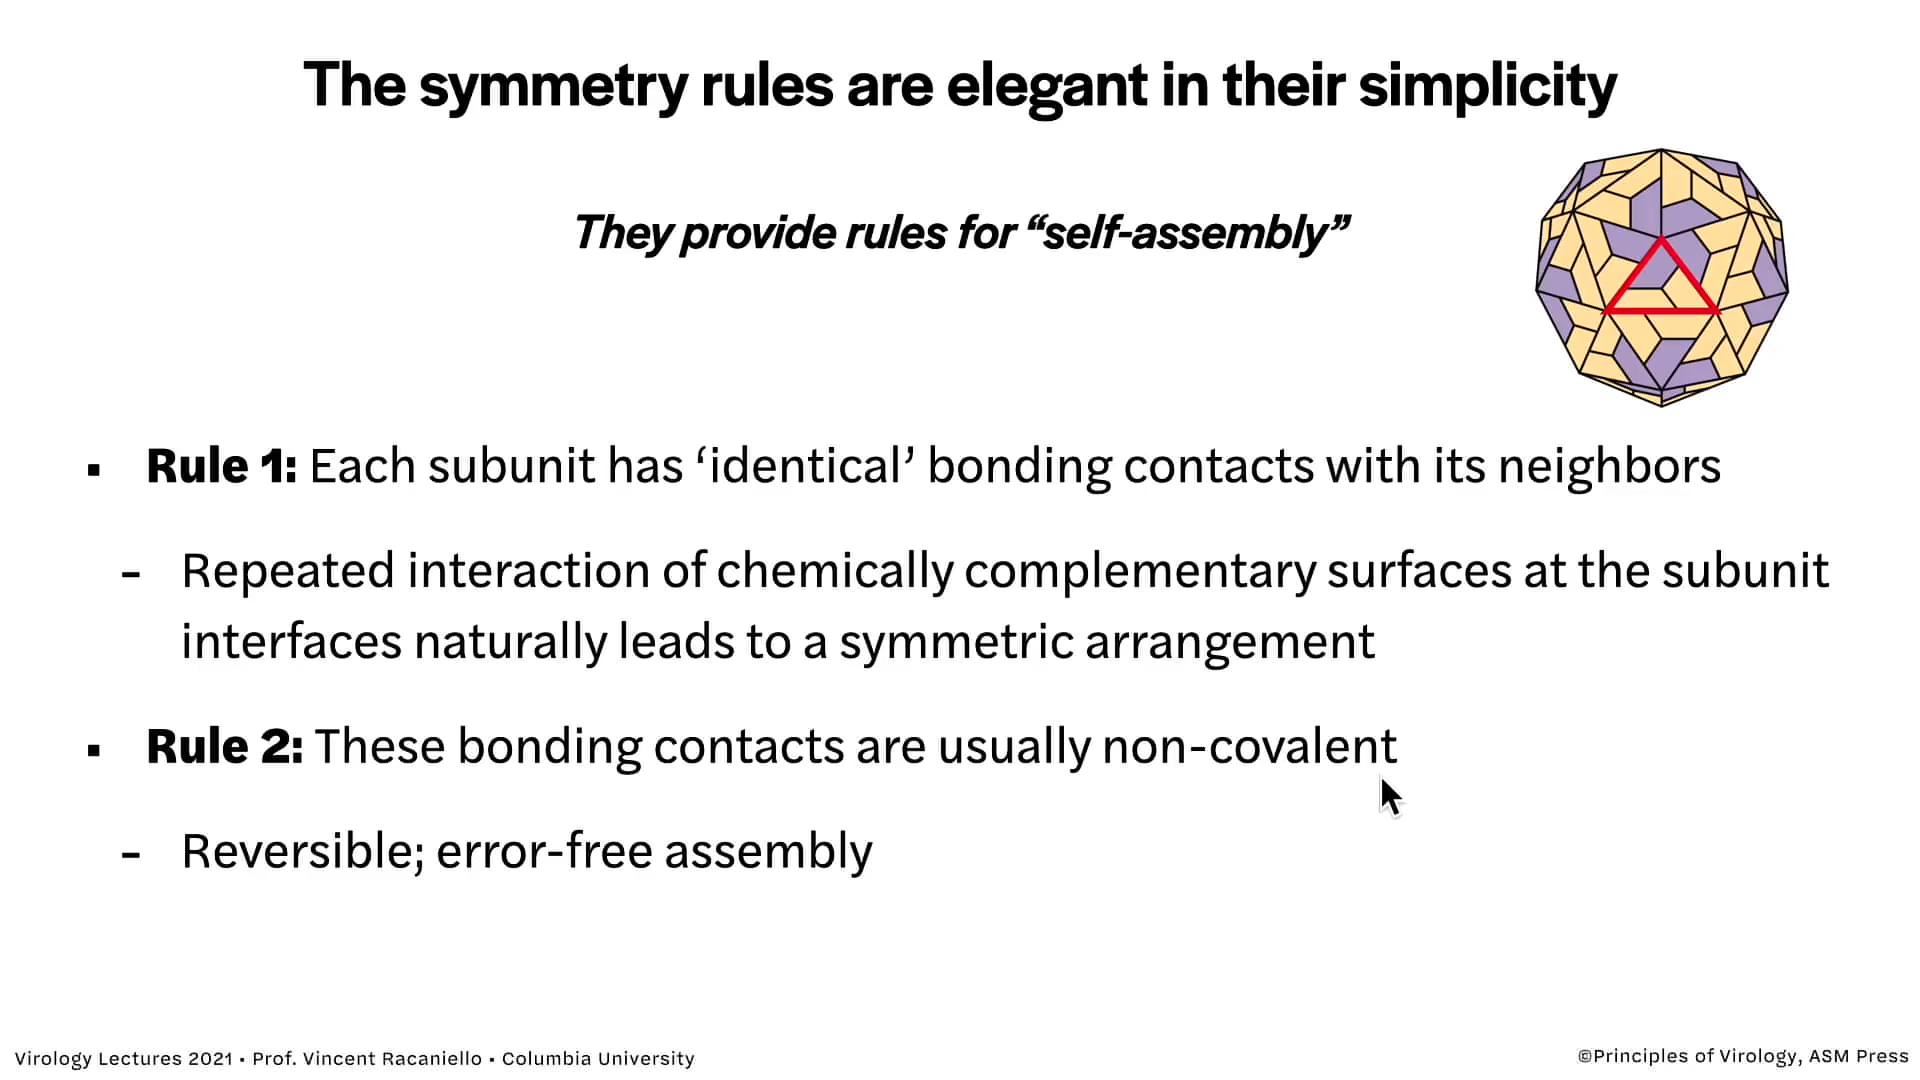 The symmetry rules are elegant in their simplicity
They provide rules for “self-assembly”
▪ Rule 1: Each subunit has ‘identical’ bonding contacts with its neighbors
- Repeated interaction of chemically complementary surfaces at the subunit
interfaces naturally leads to a symmetric arrangement
▪ Rule 2: These bonding contacts are usually non-covalent
- Reversible; error-free assembly
Virology Lectures 2021 • Prof. Vincent Racaniello • Columbia University
©Principles of Virology, ASM Press